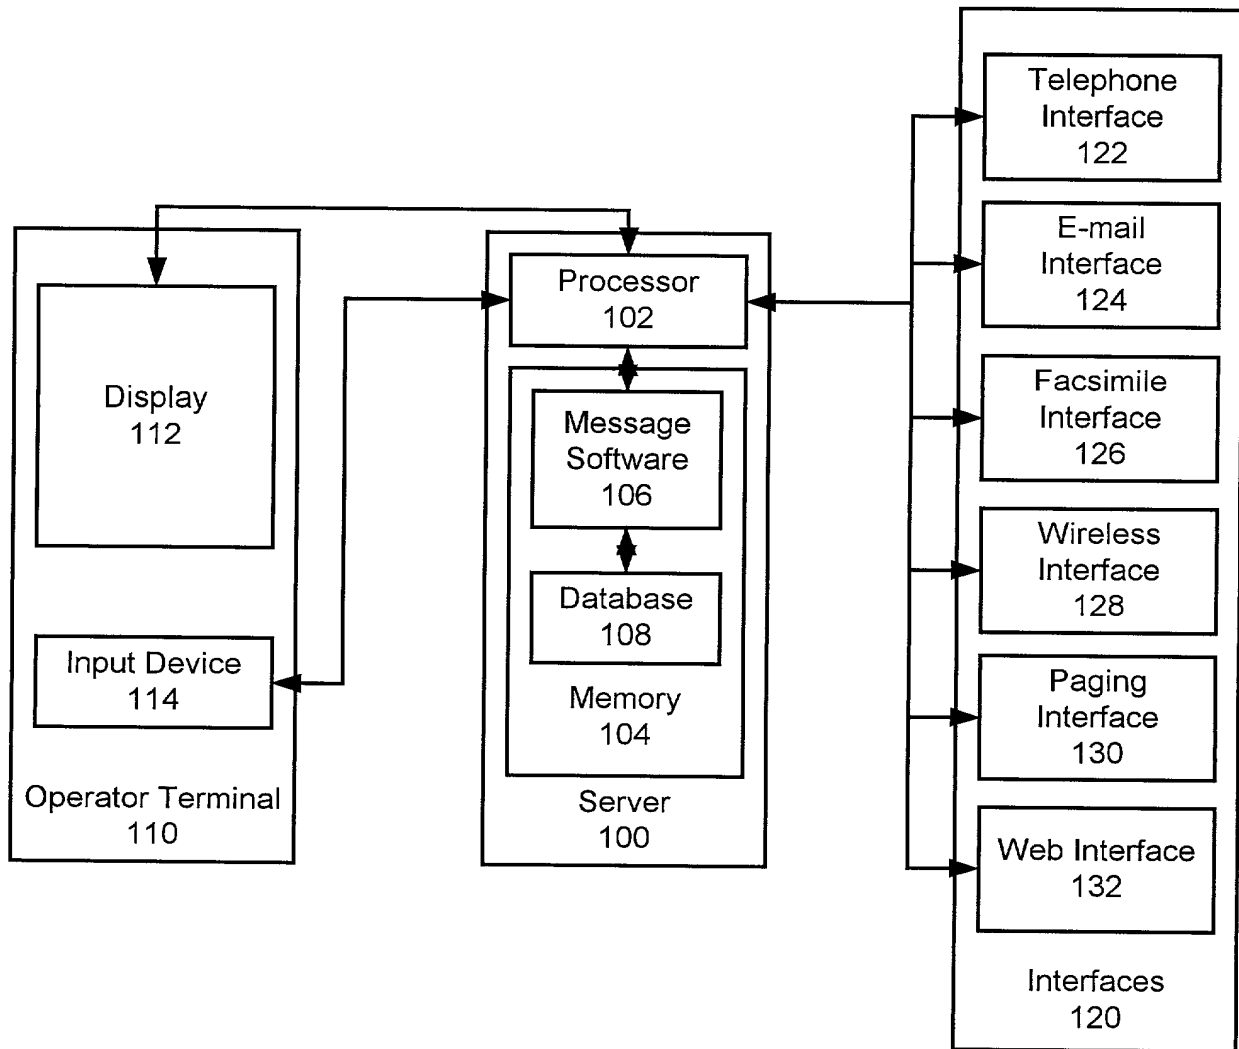 Display
112
Input Device
114
Operator Terminal
110
Processor
102
Message
Software
106
Database
108
Memory
104
Server
100
Telephone
Interface
122
E-mail
Interface
124
Facsimile
Interface
126
Wireless
Interface
128
Paging
Interface
130
Web Interface
132
Interfaces
120